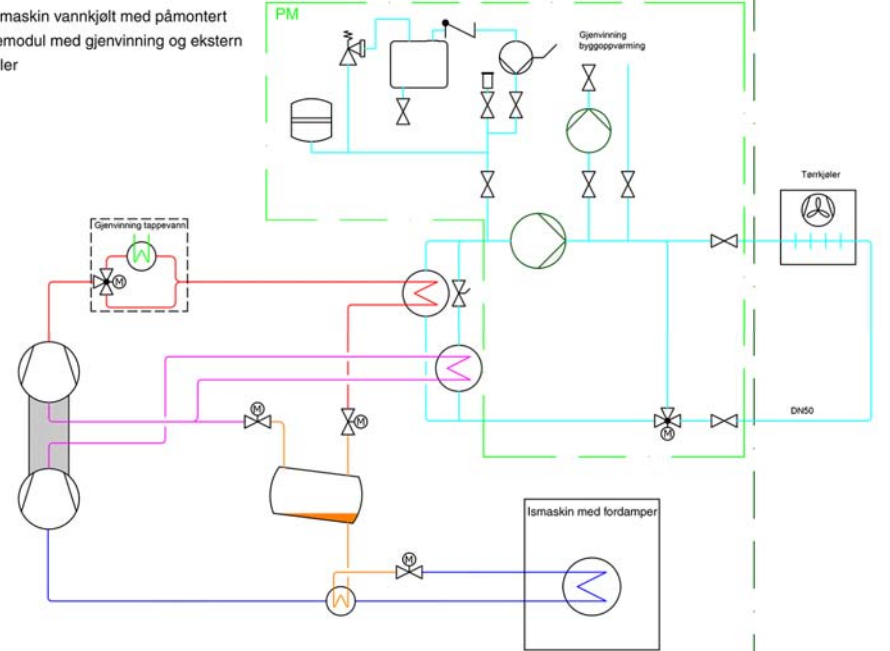 maskin vannkjølt med påmontert
emodul med gjenvinning og ekstern
ler
PM
Gjenvinning
byggoppvarming
Tørrkjøler
Gjenvinning tappevann
M
M
M
M
DN50
Ismaskin med fordamper
M